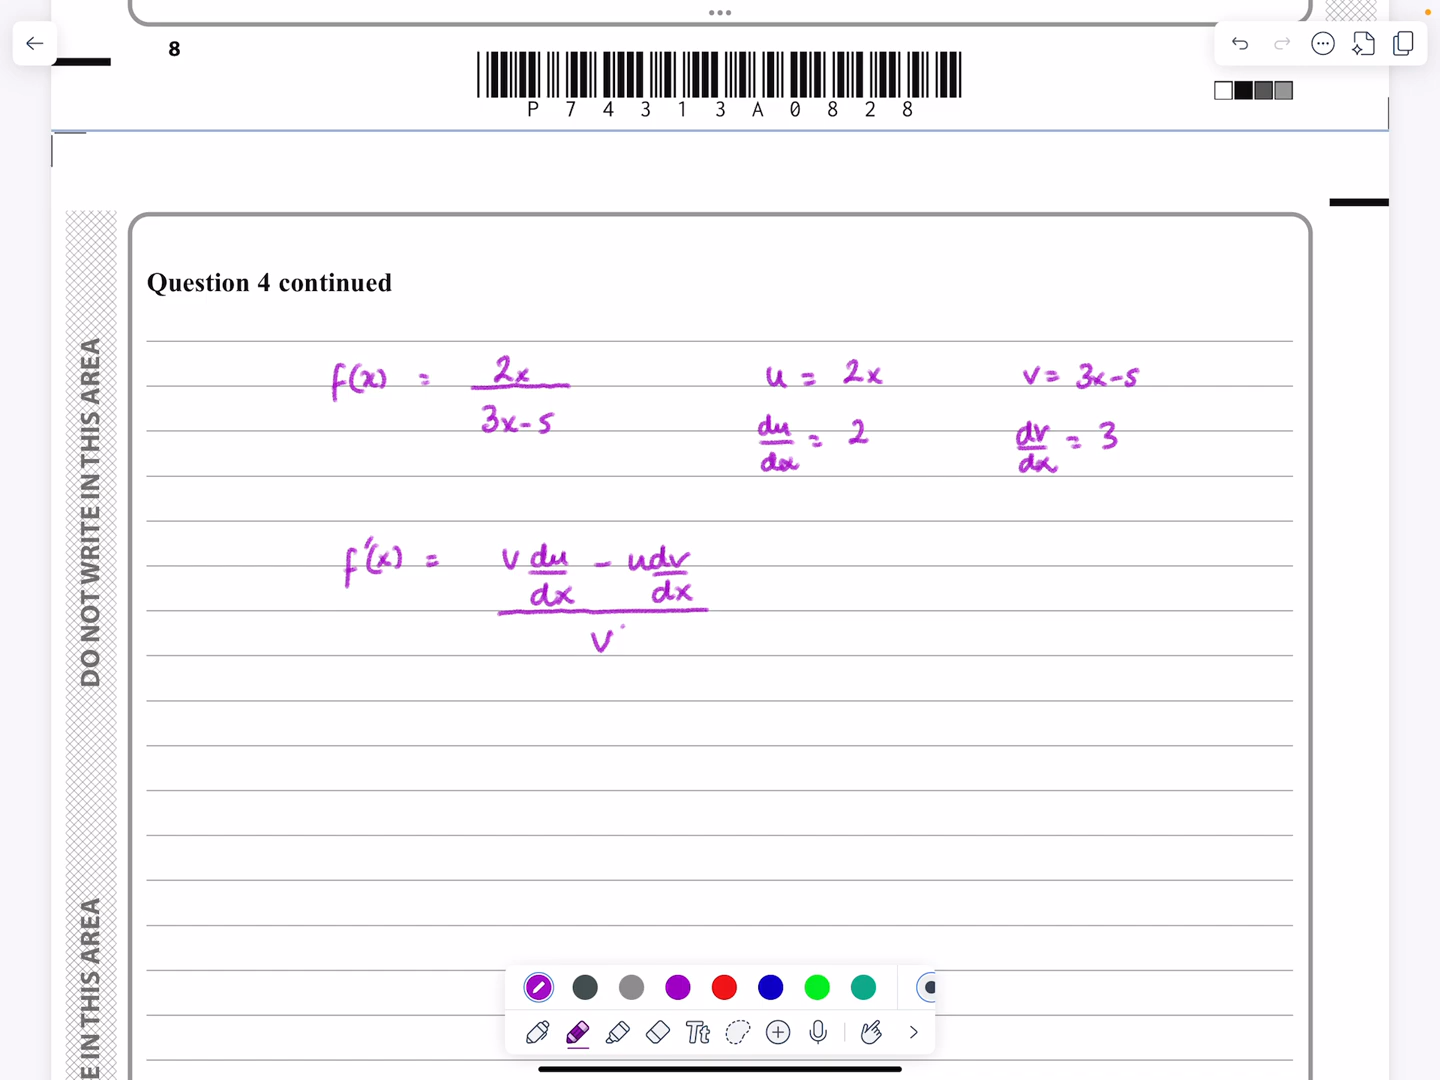 8
P 7 4 3 1 3 A 0 8 2 8
DO NOT WRITE IN THIS AREA
Question 4 continued
f(x) = 2x / 3x-5
u = 2x
v = 3x-5
du/dx = 2
dv/dx = 3
f'(x) = v du/dx - u dv/dx / v
E IN THIS AREA
Tt